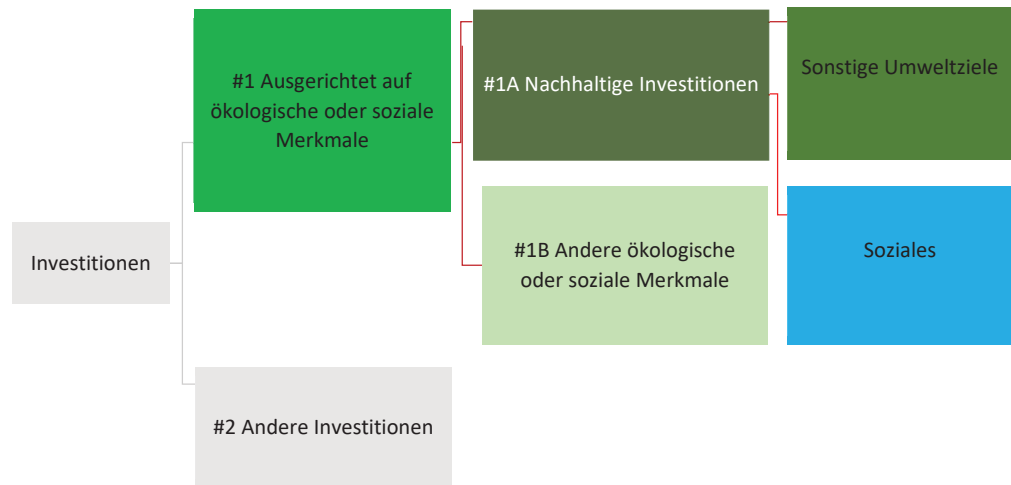 Investitionen
#1 Ausgerichtet auf
ökologische oder soziale
Merkmale
#2 Andere Investitionen
#1A Nachhaltige Investitionen
#1B Andere ökologische
oder soziale Merkmale
Sonstige Umweltziele
Soziales